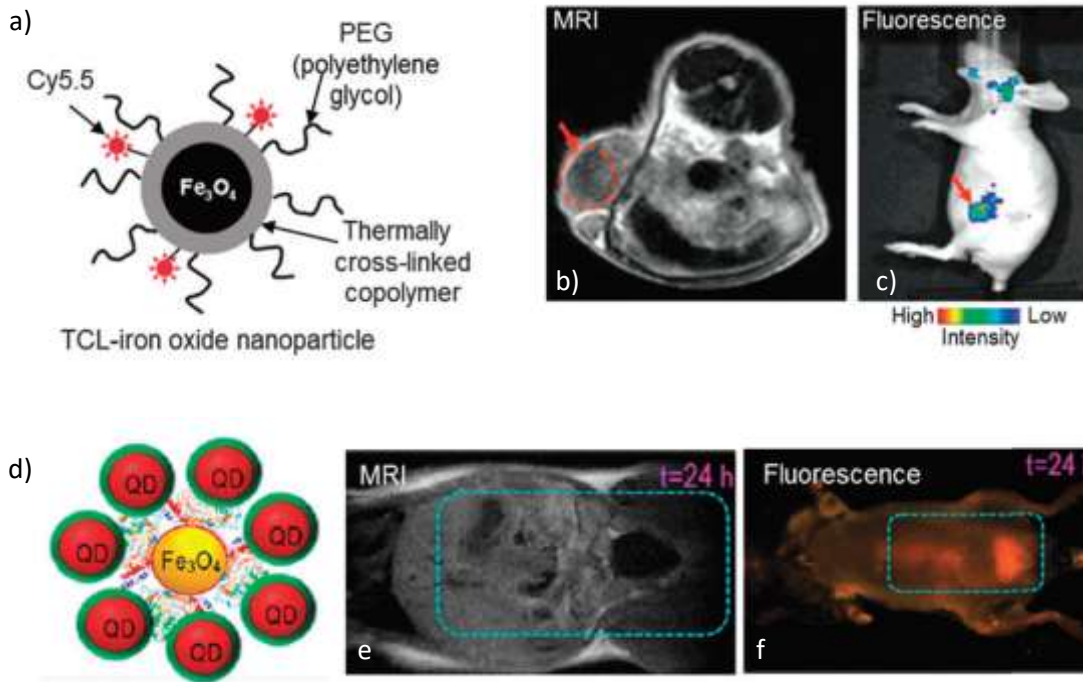 a)
Cy5.5
PEG
(polyethylene
glycol)
Fe₃O₄
Thermally
cross-linked
copolymer
TCL-iron oxide nanoparticle
MRI
b)
Fluorescence
c)
High Low
Intensity
d)
QD
QD
QD
QD
QD
QD
QD
Fe₃O₄
MRI
t=24 h
e
Fluorescence
t=24
f